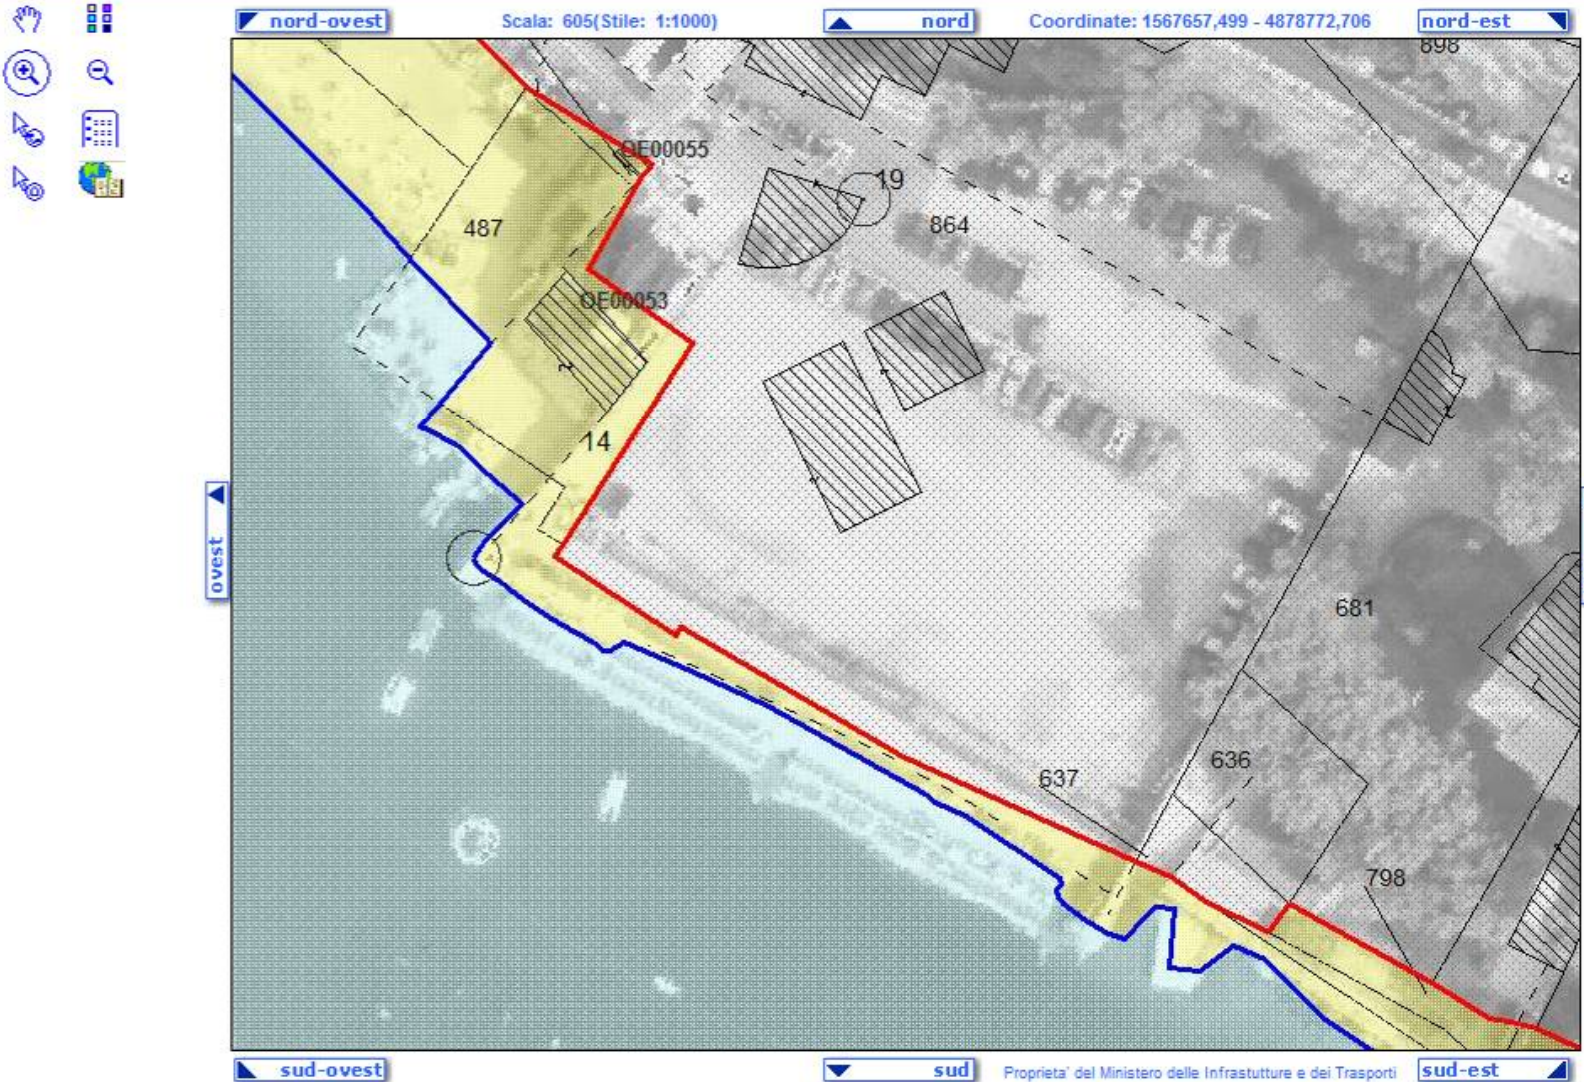 nord-ovest
Scala: 605(Stile: 1:1000)
nord
Coordinate: 1567657,499 - 4878772,706
nord-est
898
OE00055
19
487
864
OE00053
14
ovest
681
637
636
798
sud-ovest
sud
Proprieta' del Ministero delle Infrastutture e dei Trasporti
sud-est